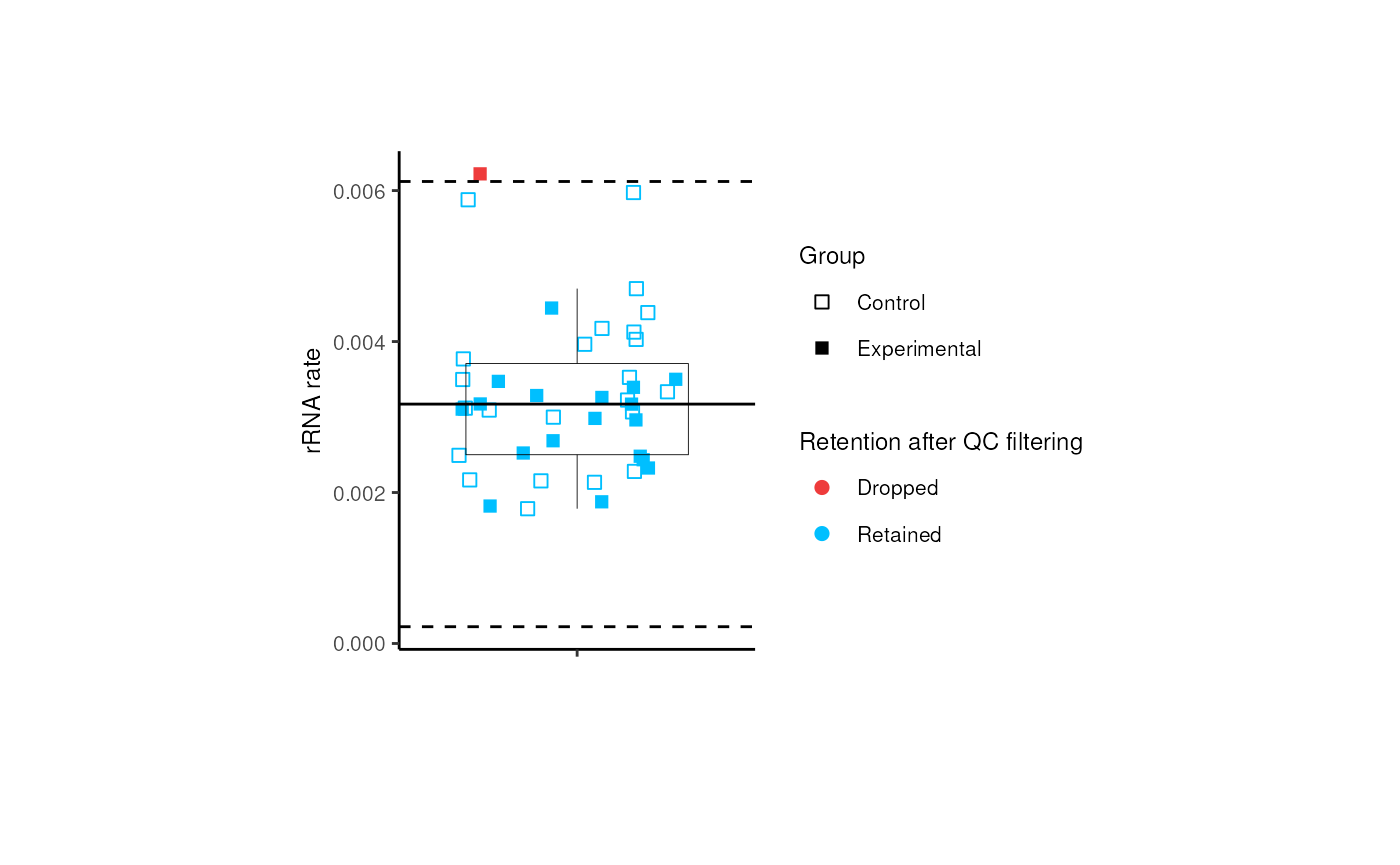 rRNA rate
0.006
0.004
0.002
0.000
Group
Control
Experimental
Retention after QC filtering
Dropped
Retained